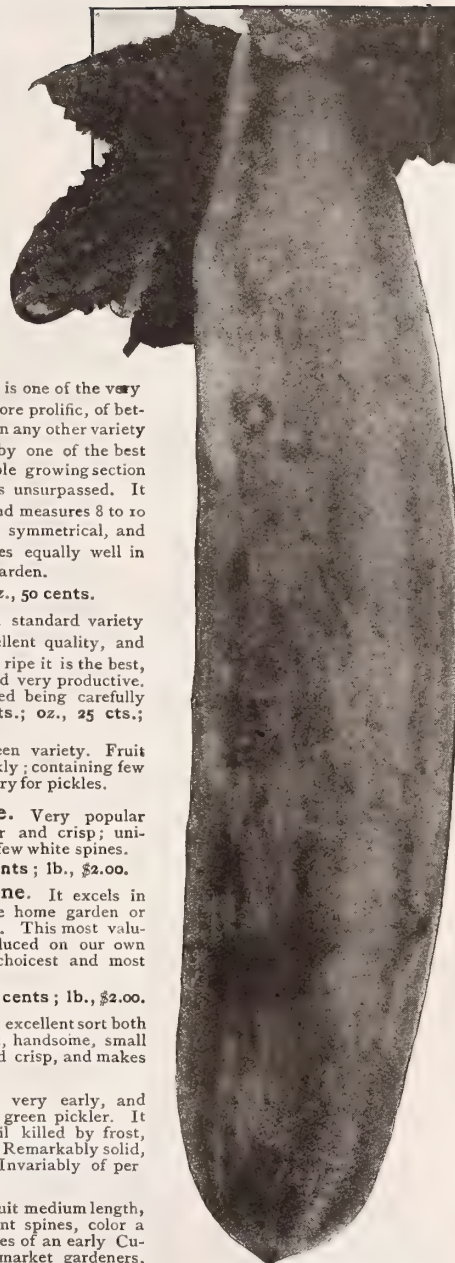 is one of the very
ore prolific, of bet-
n any other variety
by one of the best
ole growing section
s unsurpassed. It
nd measures 8 to 10
symmetrical, and
es equally well in
arden.
z., 50 cents.
standard variety
ellent quality, and
ripe it is the best,
d very productive.
ed being carefully
ts.; oz., 25 cts.;
een variety. Fruit
kly; containing few
ry for pickles.
e. Very popular
r and crisp; uni-
few white spines.
nts; lb., $2.00.
ne. It excels in
e home garden or
. This most valu-
duced on our own
choicest and most
cents; lb., $2.00.
excellent sort both
, handsome, small
d crisp, and makes
very early, and
green pickler. It
il killed by frost,
Remarkably solid,
Invariably of per
uit medium length,
nt spines, color a
es of an early Cu-
market gardeners.